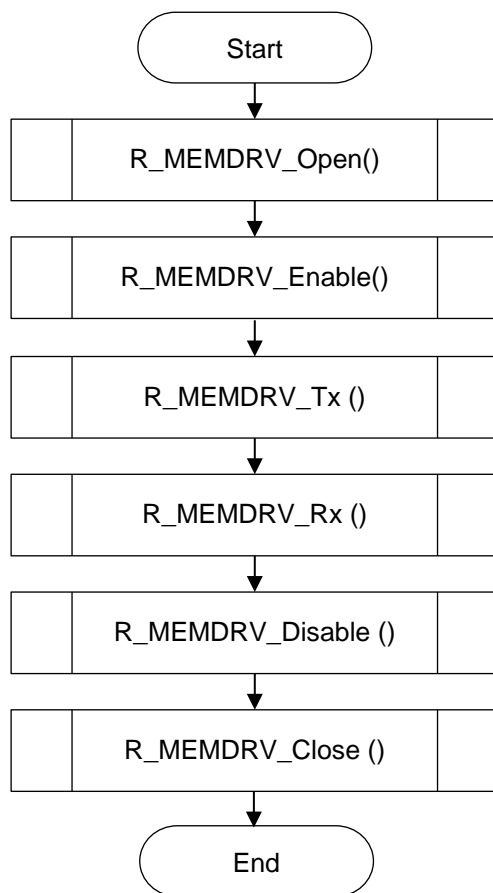 Start
R_MEMDRV_Open()
R_MEMDRV_Enable()
R_MEMDRV_Tx ()
R_MEMDRV_Rx ()
R_MEMDRV_Disable ()
R_MEMDRV_Close ()
End